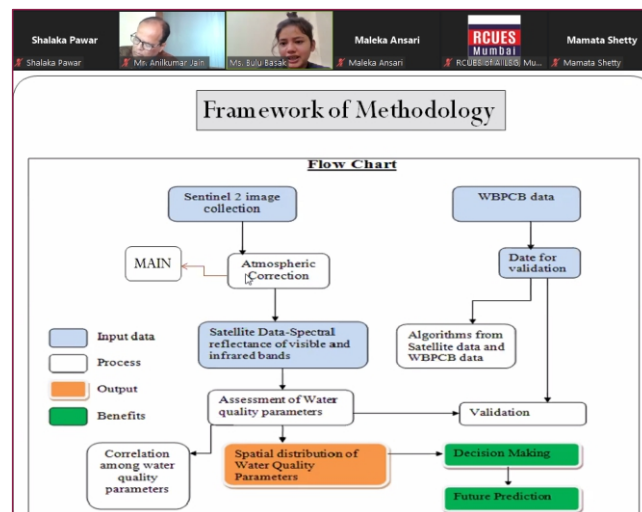 Shalaka Pawar
Maleka Ansari
RCUES
Mumbai
Mamata Shetty
Shalaka Pawar
Mr. Anilkumar Jain
Ms. Bulu Basak
Maleka Ansari
RCUES of AIILSG, Mu...
Mamata Shetty
Framework of Methodology
Flow Chart
Sentinel 2 image
collection
WBPCB data
MAIN
Atmospheric
Correction
Date for
validation
Input data
Process
Output
Benefits
Satellite Data-Spectral
reflectance of visible and
infrared bands
Algorithms from
Satellite data and
WBPCB data
Assessment of Water
quality parameters
Validation
Correlation
among water
quality
parameters
Spatial distribution of
Water Quality
Parameters
Decision Making
Future Prediction